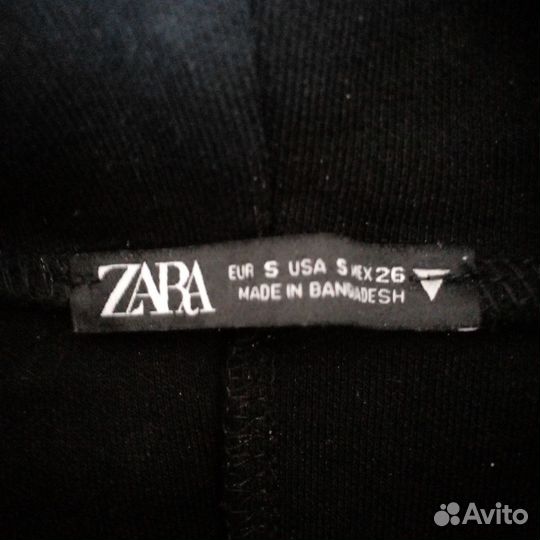 ZARA
EUR S USA S MEX 26
MADE IN BANGLADESH
Avito